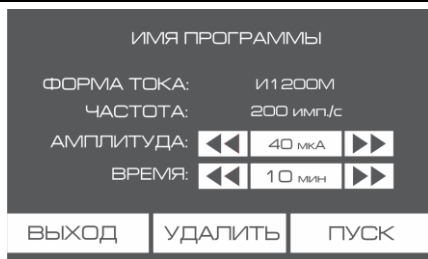 ИМЯ ПРОГРАММЫ
ФОРМА ТОКА: И1200М
ЧАСТОТА: 200 имп./с
АМПЛИТУДА: 40 мкА
ВРЕМЯ: 10 мин
ВЫХОД УДАЛИТЬ ПУСК